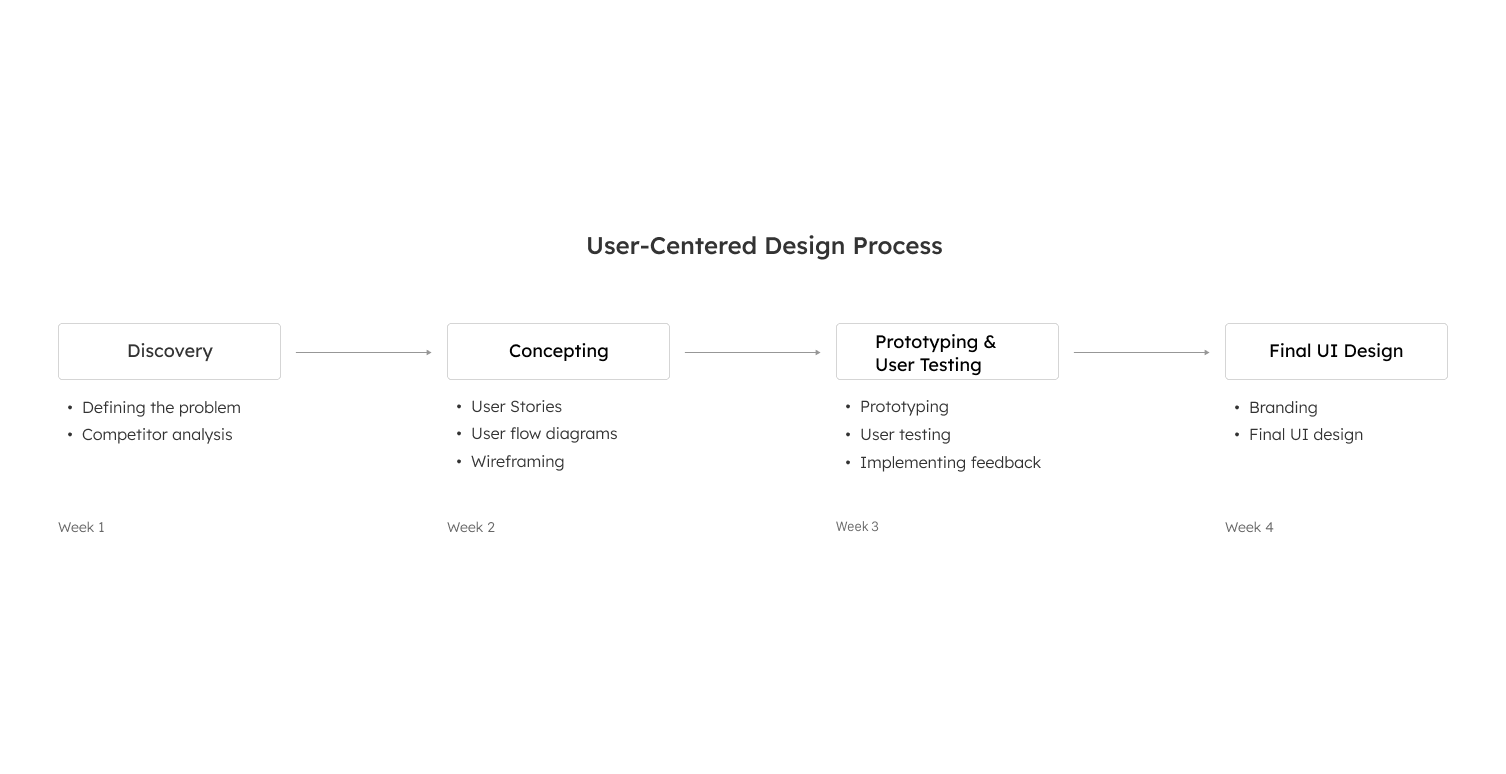 User-Centered Design Process
Discovery
• Defining the problem
• Competitor analysis
Week 1
Concepting
• User Stories
• User flow diagrams
• Wireframing
Week 2
Prototyping &
User Testing
• Prototyping
• User testing
• Implementing feedback
Week 3
Final UI Design
• Branding
• Final UI design
Week 4